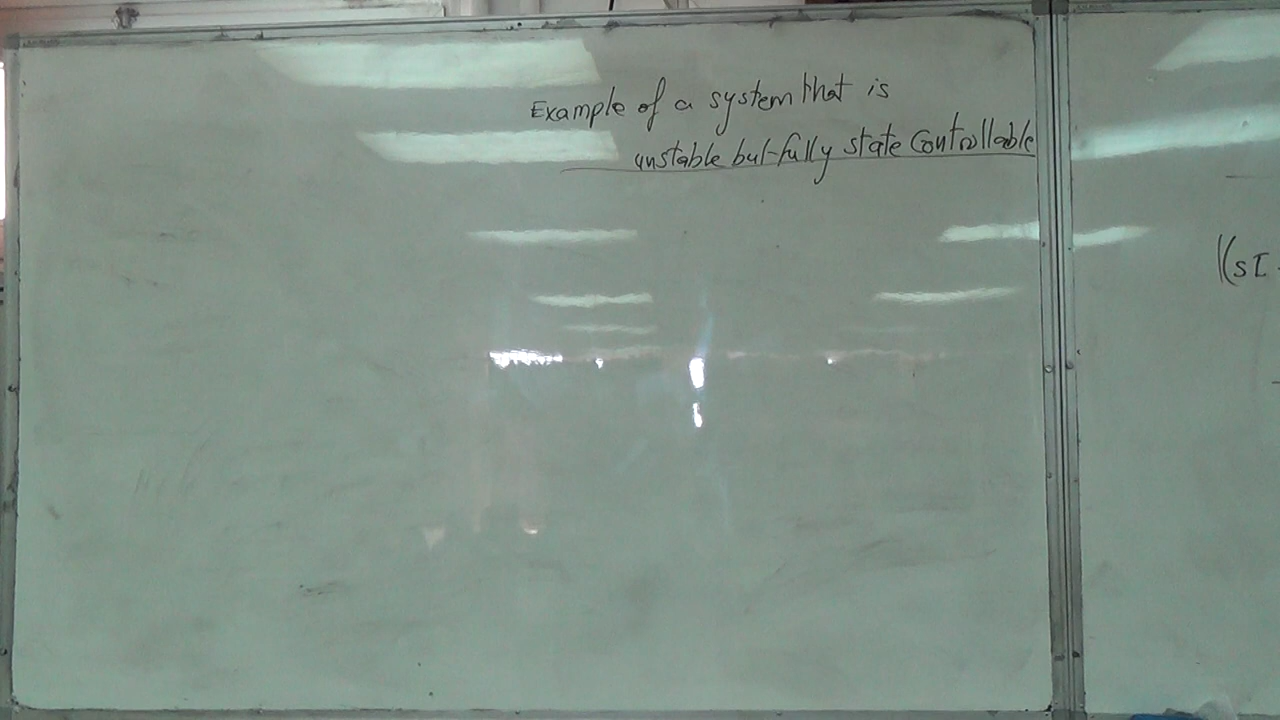 Example of a system that is
unstable but fully state Controllable
|(sI